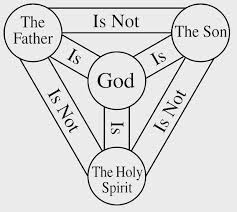 The
Father
Is Not
The Son
Is
Is
God
Is Not
Is
Is Not
The Holy
Spirit